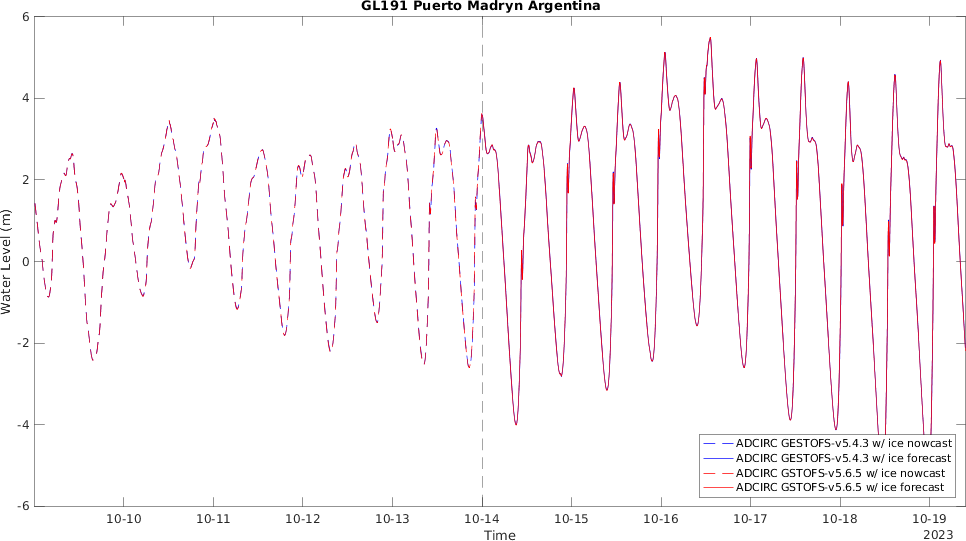 GL191 Puerto Madryn Argentina
6
4
2
0
-2
-4
-6
Water Level (m)
ADCIRC GESTOFS-v5.4.3 w/ ice nowcast
ADCIRC GESTOFS-v5.4.3 w/ ice forecast
ADCIRC GSTOFS-v5.6.5 w/ ice nowcast
ADCIRC GSTOFS-v5.6.5 w/ ice forecast
10-10 10-11 10-12 10-13 10-14 10-15 10-16 10-17 10-18 10-19
Time
2023